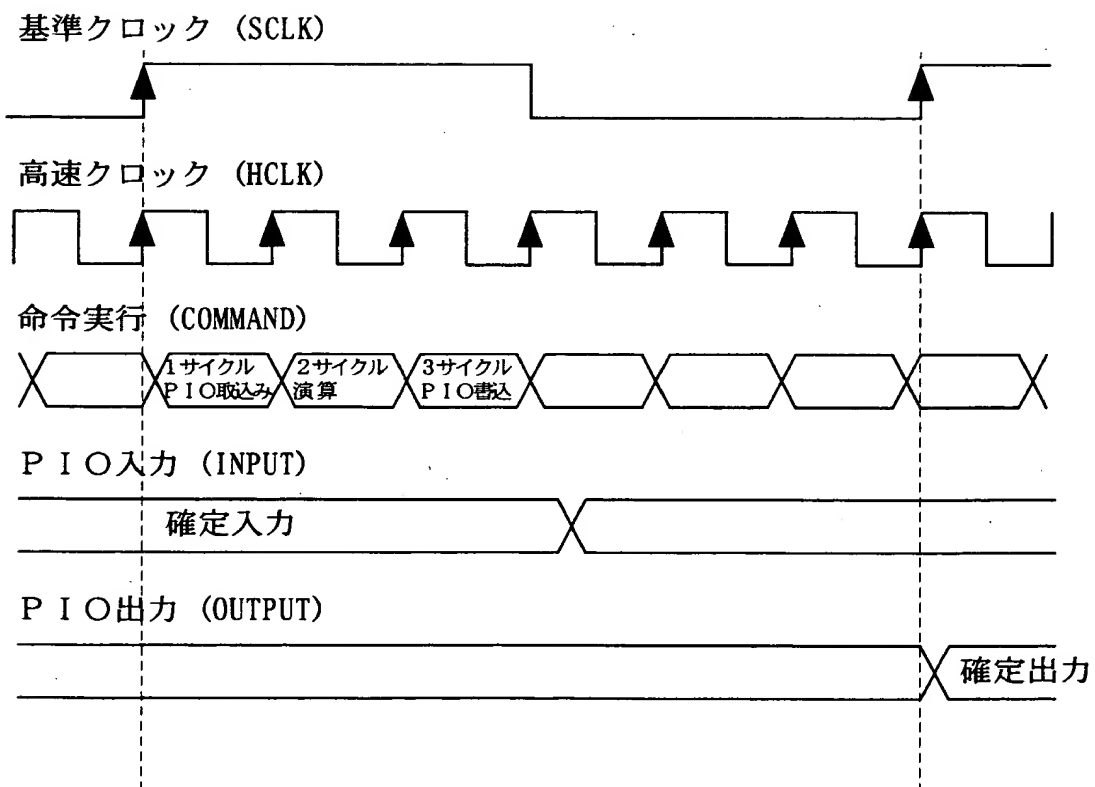 基準クロック (SCLK)
高速クロック (HCLK)
命令実行 (COMMAND)
1サイクル
PIO取込み
2サイクル
演算
3サイクル
PIO書込
PIO入力 (INPUT)
確定入力
PIO出力 (OUTPUT)
確定出力